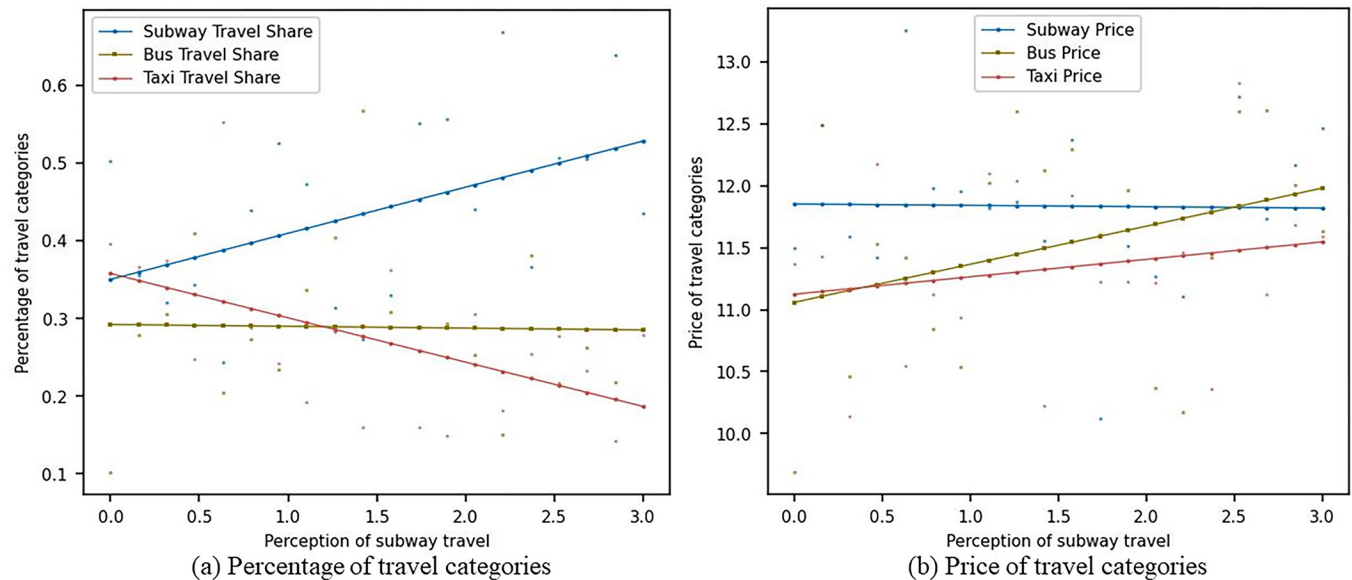 Subway Travel Share
Bus Travel Share
Taxi Travel Share
Percentage of travel categories
0.6
0.5
0.4
0.3
0.2
0.1
0.0 0.5 1.0 1.5 2.0 2.5 3.0
Perception of subway travel
(a) Percentage of travel categories
Subway Price
Bus Price
Taxi Price
Price of travel categories
13.0
12.5
12.0
11.5
11.0
10.5
10.0
0.0 0.5 1.0 1.5 2.0 2.5 3.0
Perception of subway travel
(b) Price of travel categories